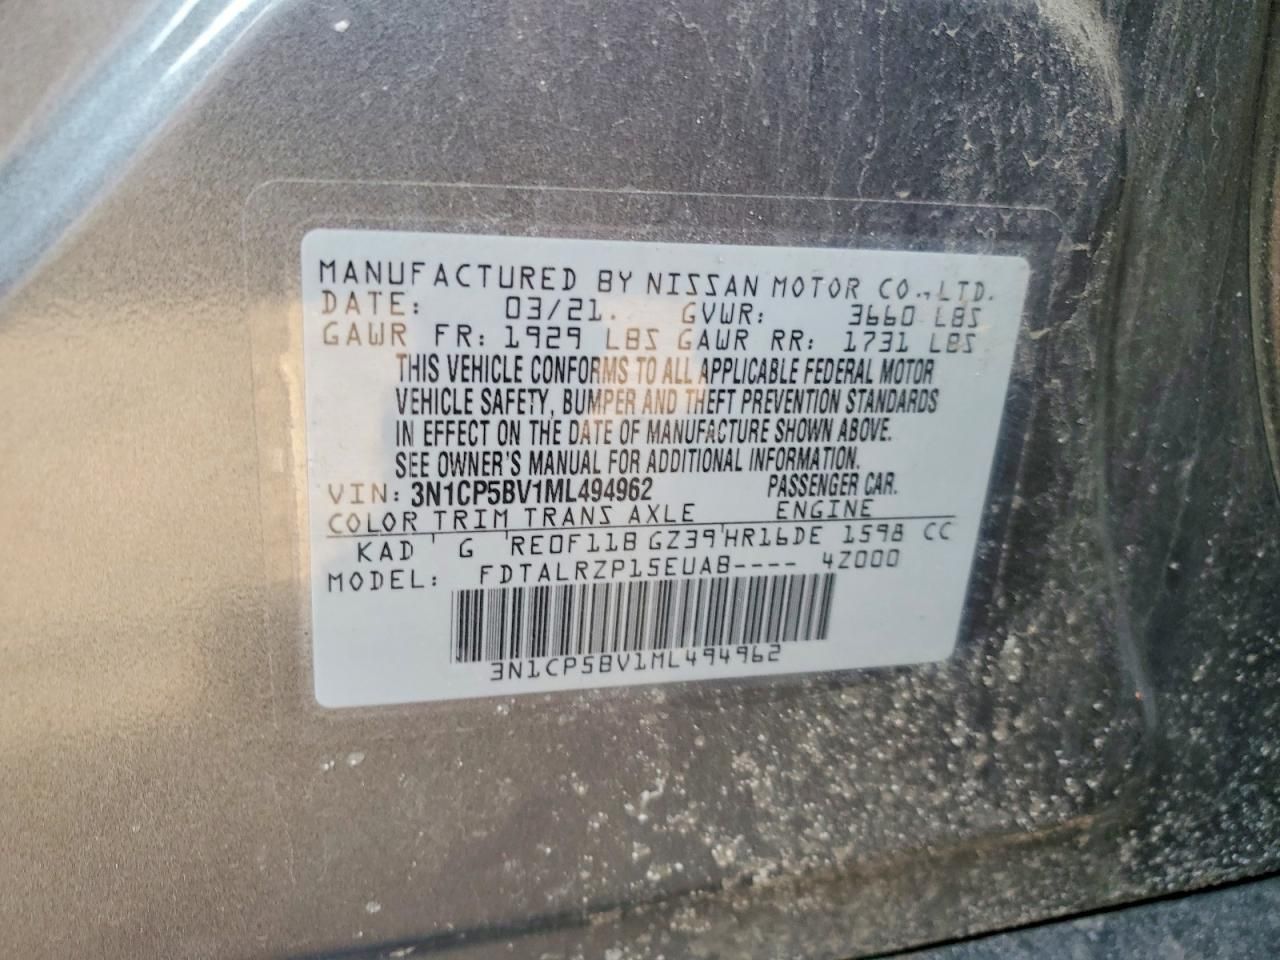 MANUFACTURED BY NISSAN MOTOR CO.,LTD.
DATE: 03/21. GVWR: 3660 LBS
GAWR FR: 1929 LBS GAWR RR: 1731 LBS
THIS VEHICLE CONFORMS TO ALL APPLICABLE FEDERAL MOTOR
VEHICLE SAFETY, BUMPER AND THEFT PREVENTION STANDARDS
IN EFFECT ON THE DATE OF MANUFACTURE SHOWN ABOVE.
SEE OWNER'S MANUAL FOR ADDITIONAL INFORMATION.
VIN: 3N1CP5BV1ML494962 PASSENGER CAR.
COLOR TRIM TRANS AXLE ENGINE
KAD G RE0F11B GZ39 HR16DE 1598 CC
MODEL: FDTALRZP15EUAB---- 4Z000
3N1CP5BV1ML494962